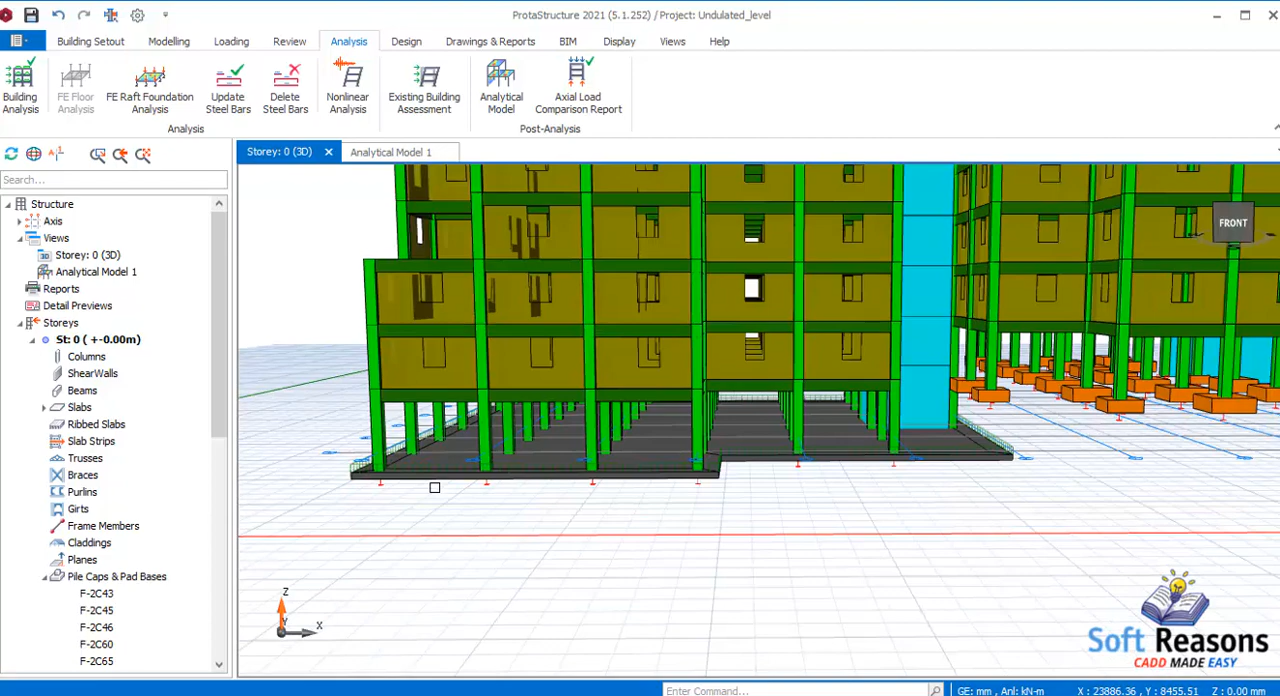 ProtaStructure 2021 (5.1.252) / Project: Undulated_level
Building Setout Modelling Loading Review Analysis Design Drawings & Reports BIM Display Views Help
Building Analysis
FE Floor Analysis
FE Raft Foundation Analysis
Update Steel Bars
Delete Steel Bars
Nonlinear Analysis
Existing Building Assessment
Analytical Model
Axial Load Comparison Report
Analysis
Post-Analysis
Storey: 0 (3D)
Analytical Model 1
Search...
Structure
Axis
Views
Storey: 0 (3D)
Analytical Model 1
Reports
Detail Previews
Storeys
St: 0 ( +-0.00m)
Columns
ShearWalls
Beams
Slabs
Ribbed Slabs
Slab Strips
Trusses
Braces
Purlins
Girts
Frame Members
Claddings
Planes
Pile Caps & Pad Bases
F-2C43
F-2C45
F-2C46
F-2C60
F-2C65
FRONT
Z
Y
X
Soft Reasons
CADD MADE EASY
Enter Command...
GE: mm , Anl: kN-m
X : 23886.36 , Y : 8455.51
Z : 0.00 mm